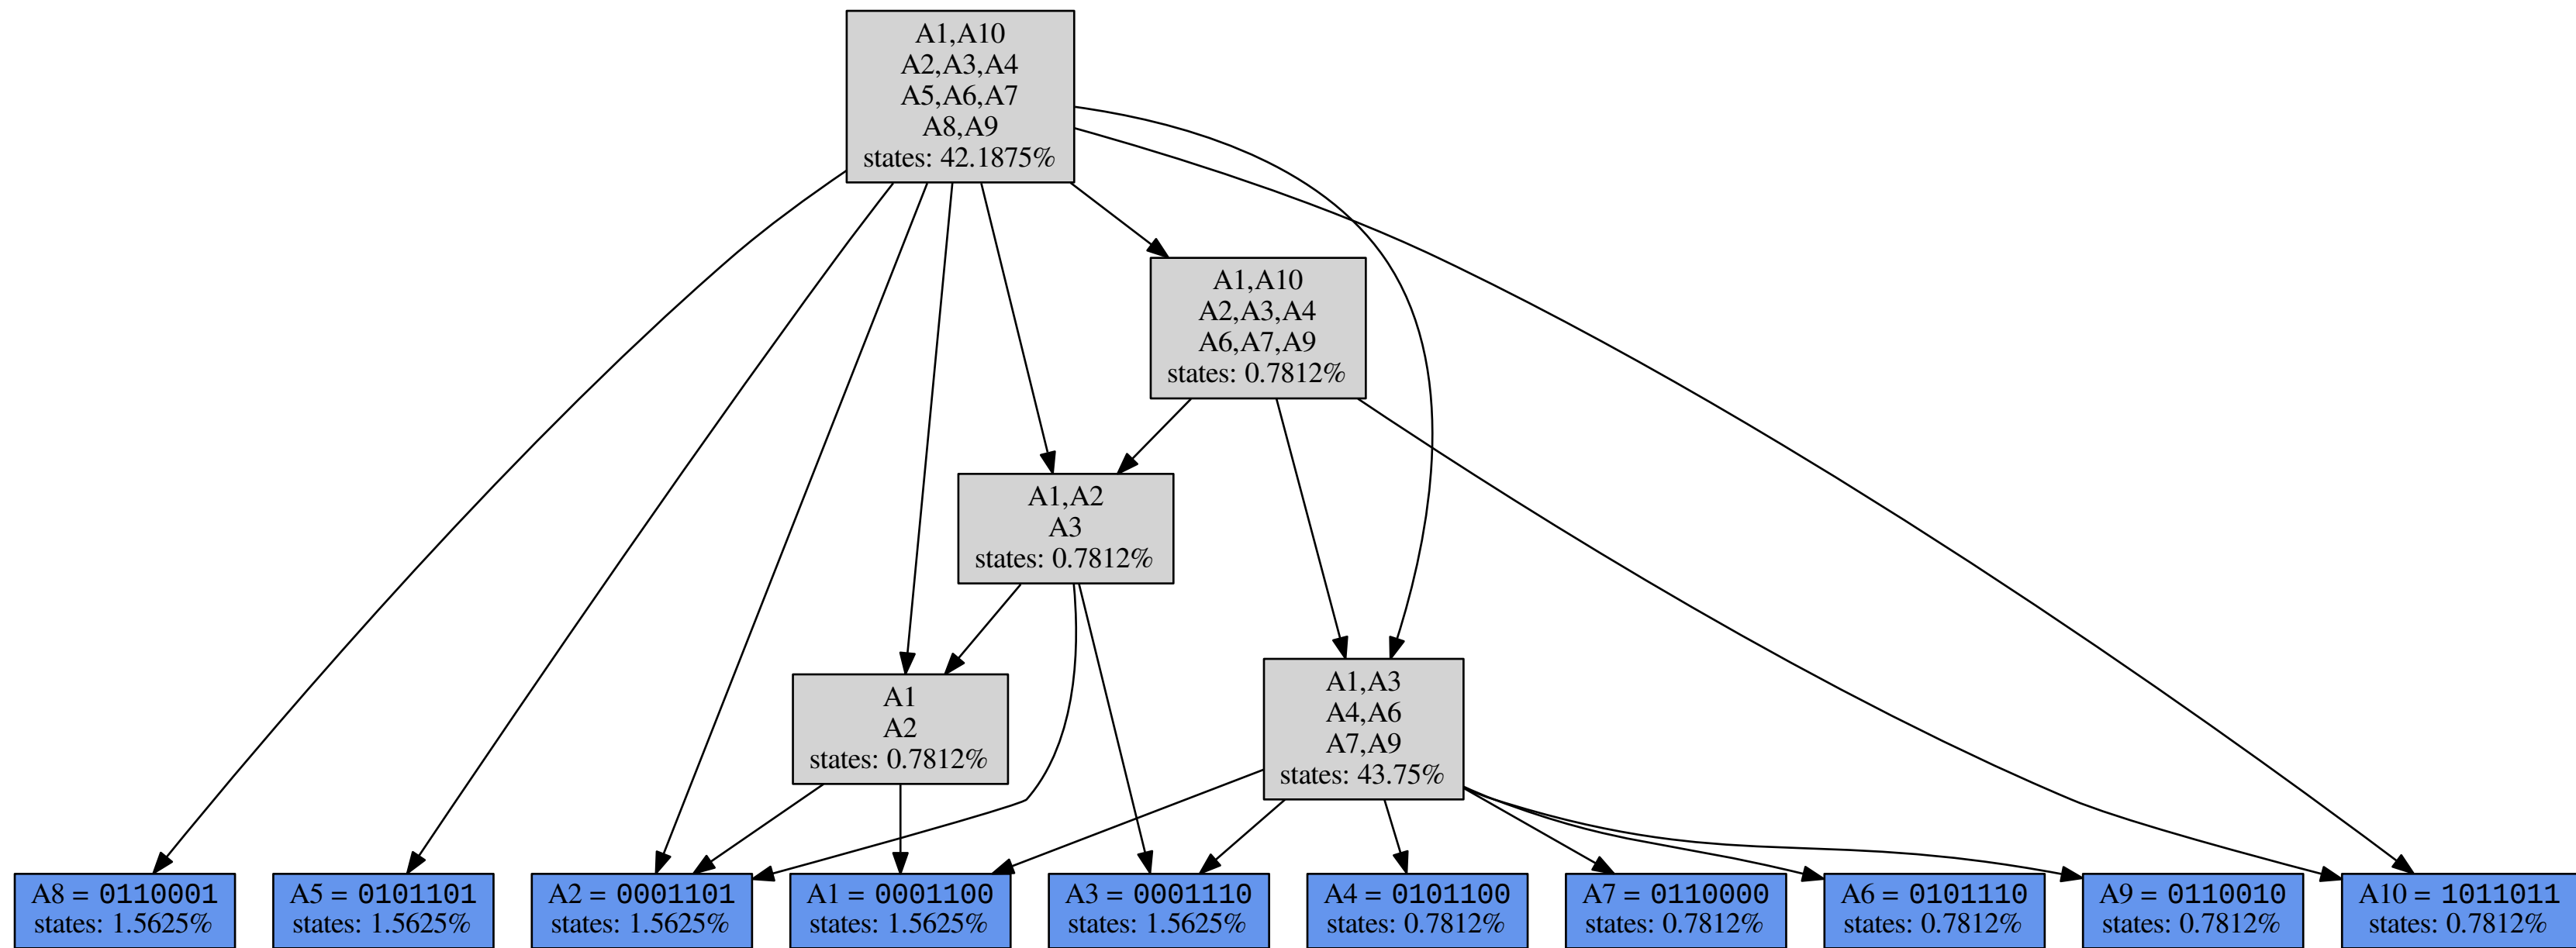 A1,A10
A2,A3,A4
A5,A6,A7
A8,A9
states: 42.1875%
A1,A10
A2,A3,A4
A6,A7,A9
states: 0.7812%
A1,A2
A3
states: 0.7812%
A1
A2
states: 0.7812%
A1,A3
A4,A6
A7,A9
states: 43.75%
A8 = 0110001
states: 1.5625%
A5 = 0101101
states: 1.5625%
A2 = 0001101
states: 1.5625%
A1 = 0001100
states: 1.5625%
A3 = 0001110
states: 1.5625%
A4 = 0101100
states: 0.7812%
A7 = 0110000
states: 0.7812%
A6 = 0101110
states: 0.7812%
A9 = 0110010
states: 0.7812%
A10 = 1011011
states: 0.7812%